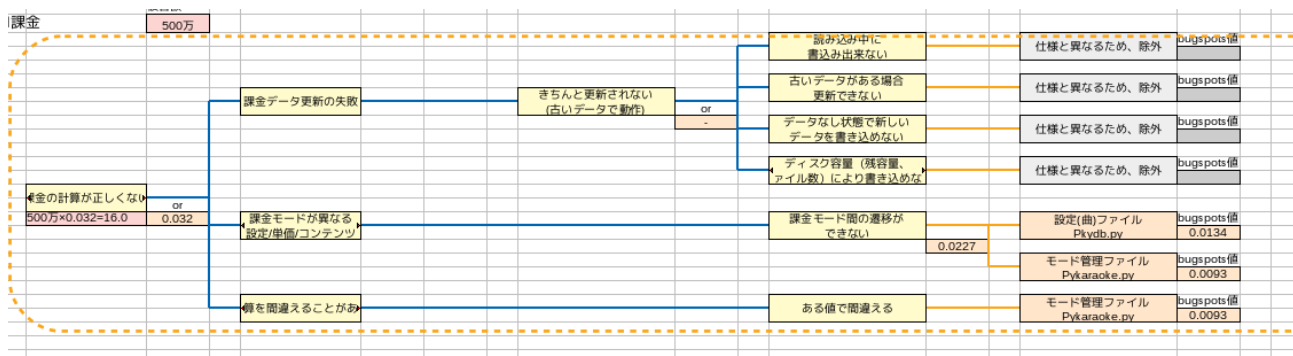 課金
500万
読み込み中に
書込み出来ない
仕様と異なるため、除外
bugspots値
課金データ更新の失敗
きちんと更新されない
(古いデータで動作)
or
-
古いデータがある場合
更新できない
仕様と異なるため、除外
bugspots値
データなし状態で新しい
データを書き込めない
仕様と異なるため、除外
bugspots値
ディスク容量（残容量、
ァイル数）により書き込めな
仕様と異なるため、除外
bugspots値
金の計算が正しくない
500万×0.032=16.0
or
0.032
課金モードが異なる
設定/単価/コンテンツ
課金モード間の遷移が
できない
0.0227
設定(曲)ファイル
Pkydb.py
bugspots値
0.0134
モード管理ファイル
Pykaraoke.py
bugspots値
0.0093
算を間違えることがあ
ある値で間違える
モード管理ファイル
Pykaraoke.py
bugspots値
0.0093